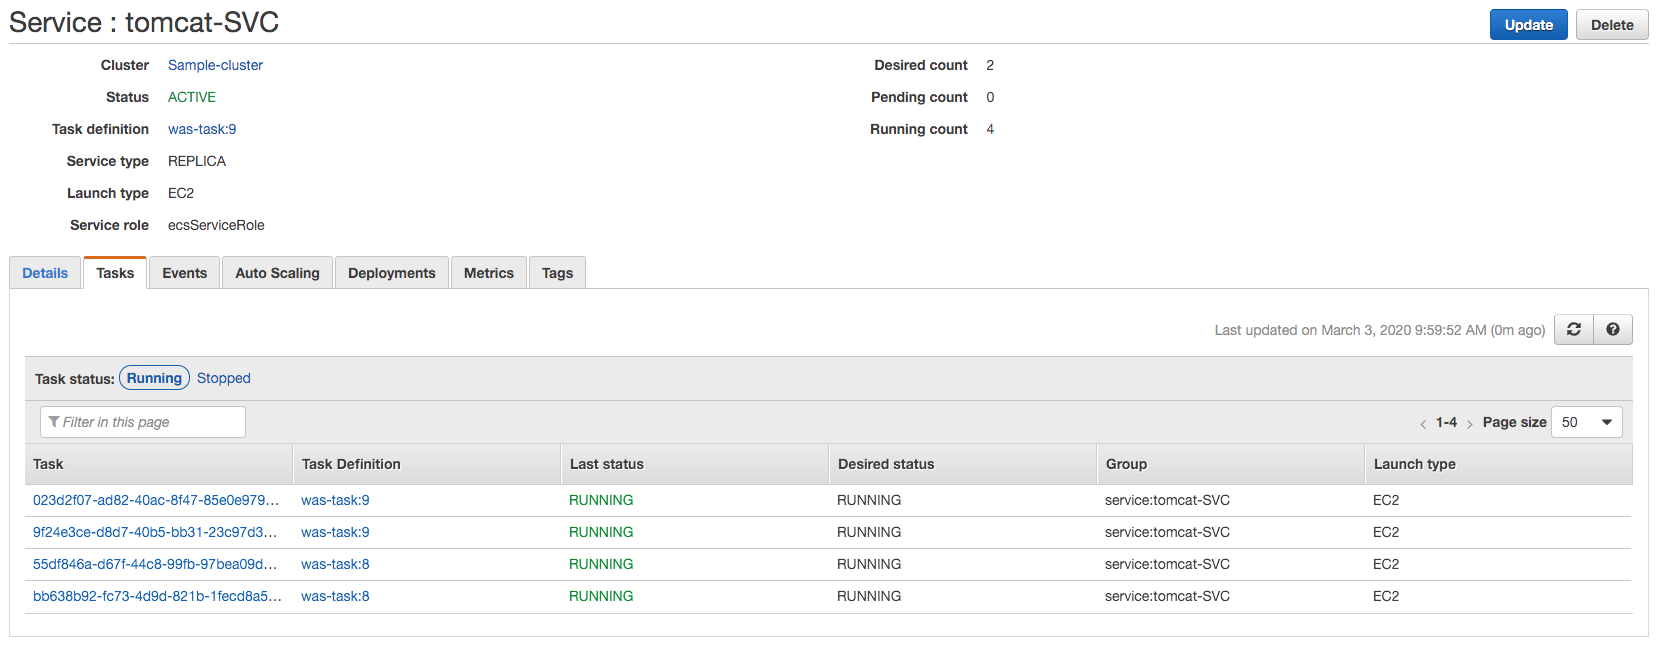 Service : tomcat-SVC
Update
Delete
Cluster Sample-cluster
Desired count 2
Status ACTIVE
Pending count 0
Task definition was-task:9
Running count 4
Service type REPLICA
Launch type EC2
Service role ecsServiceRole
Details Tasks Events Auto Scaling Deployments Metrics Tags
Last updated on March 3, 2020 9:59:52 AM (0m ago)
Task status: Running Stopped
Filter in this page
< 1-4 > Page size 50
Task Task Definition Last status Desired status Group Launch type
023d2f07-ad82-40ac-8f47-85e0e979... was-task:9 RUNNING RUNNING service:tomcat-SVC EC2
9f24e3ce-d8d7-40b5-bb31-23c97d3... was-task:9 RUNNING RUNNING service:tomcat-SVC EC2
55df846a-d67f-44c8-99fb-97bea09d... was-task:8 RUNNING RUNNING service:tomcat-SVC EC2
bb638b92-fc73-4d9d-821b-1fecd8a5... was-task:8 RUNNING RUNNING service:tomcat-SVC EC2